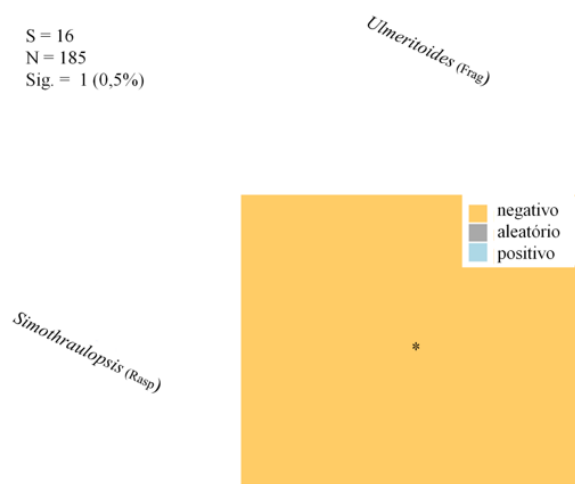 S = 16
N = 185
Sig. = 1 (0,5%)
Ulmeritoides (Frag)
negativo
aleatório
positivo
Simothraulopsis (Rasp)
*